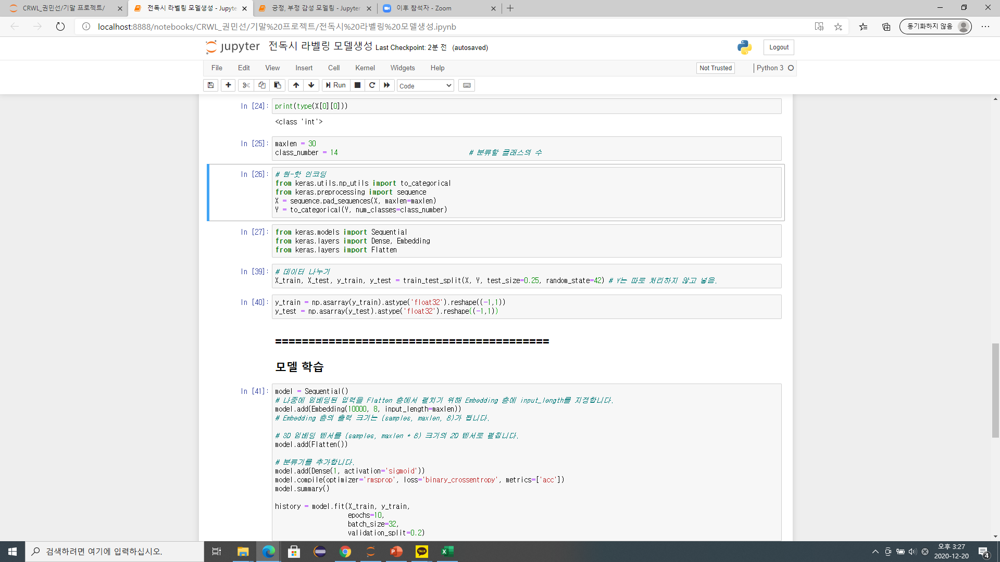 CRWL_권민선/기말 프로젝트/
전독시 라벨링 모델생성 - Jupyte
긍정, 부정 감성 모델링 - Jupyter
이후 참석자 - Zoom
localhost:8888/notebooks/CRWL_권민선/기말%20프로젝트/전독시%20라벨링%20모델생성.ipynb
동기화하지 않음
jupyter 전독시 라벨링 모델생성 Last Checkpoint: 2분 전 (autosaved)
Logout
File Edit View Insert Cell Kernel Widgets Help
Not Trusted
Python 3
Run
Code
In [24]: print(type(X[0][0]))
<class 'int'>
In [25]: maxlen = 30
class_number = 14 # 분류할 클래스의 수
In [26]: # 원-핫 인코딩
from keras.utils.np_utils import to_categorical
from keras.preprocessing import sequence
X = sequence.pad_sequences(X, maxlen=maxlen)
Y = to_categorical(Y, num_classes=class_number)
In [27]: from keras.models import Sequential
from keras.layers import Dense, Embedding
from keras.layers import Flatten
In [39]: # 데이터 나누기
X_train, X_test, y_train, y_test = train_test_split(X, Y, test_size=0.25, random_state=42) # Y는 따로 처리하지 않고 넣음.
In [40]: y_train = np.asarray(y_train).astype('float32').reshape((-1,1))
y_test = np.asarray(y_test).astype('float32').reshape((-1,1))
=========================================
모델 학습
In [41]: model = Sequential()
# 나중에 임베딩된 입력을 Flatten 층에서 펼치기 위해 Embedding 층에 input_length를 지정합니다.
model.add(Embedding(10000, 8, input_length=maxlen))
# Embedding 층의 출력 크기는 (samples, maxlen, 8)가 됩니다.
# 3D 임베딩 텐서를 (samples, maxlen * 8) 크기의 2D 텐서로 펼칩니다.
model.add(Flatten())
# 분류기를 추가합니다.
model.add(Dense(1, activation='sigmoid'))
model.compile(optimizer='rmsprop', loss='binary_crossentropy', metrics=['acc'])
model.summary()
history = model.fit(X_train, y_train,
epochs=10,
batch_size=32,
validation_split=0.2)
검색하려면 여기에 입력하십시오.
TALK
오후 3:27
2020-12-20
4